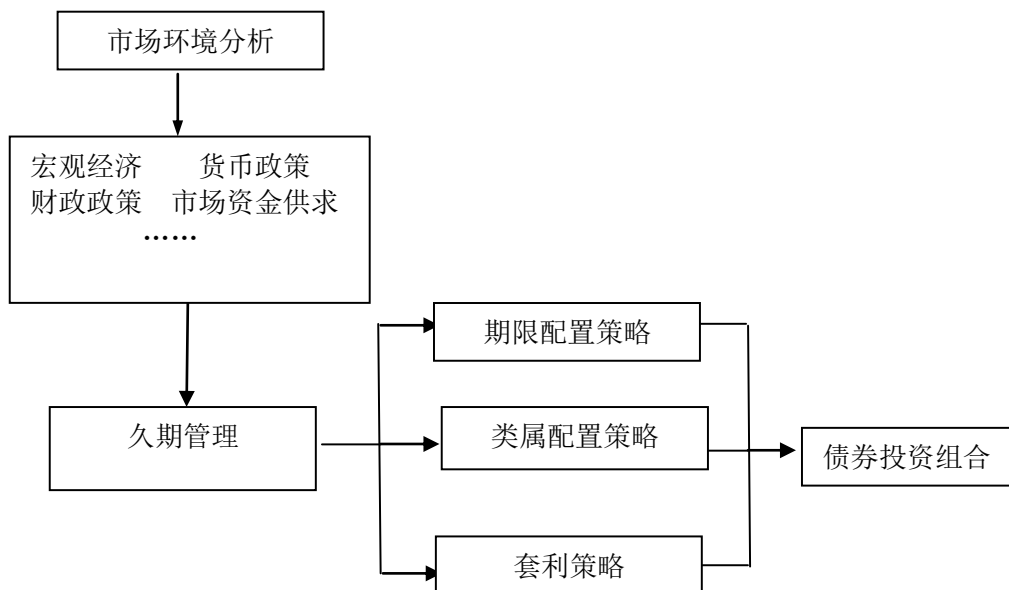 市场环境分析
宏观经济 货币政策
财政政策 市场资金供求
……
期限配置策略
久期管理
类属配置策略
债券投资组合
套利策略